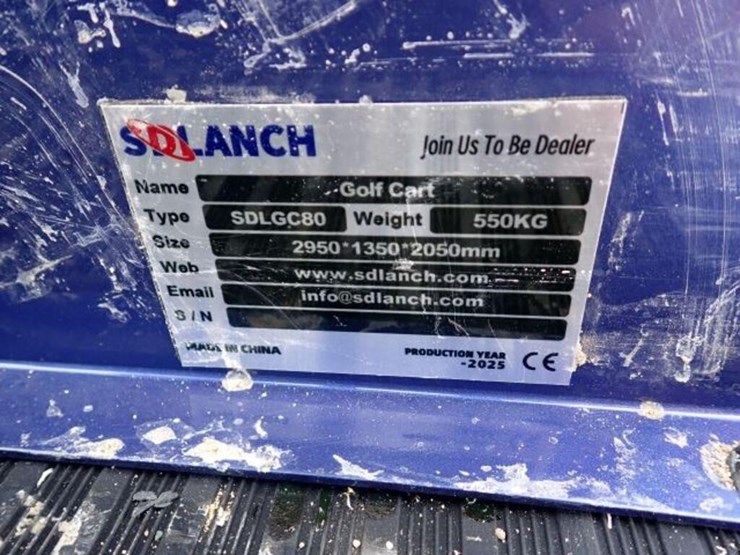 SDLANCH Join Us To Be Dealer
Name Golf Cart
Type SDLGC80 Weight 550KG
Size 2950*1350*2050mm
Web www.sdlanch.com
Email info@sdlanch.com
S/N
MADE IN CHINA PRODUCTION YEAR
-2025 CE